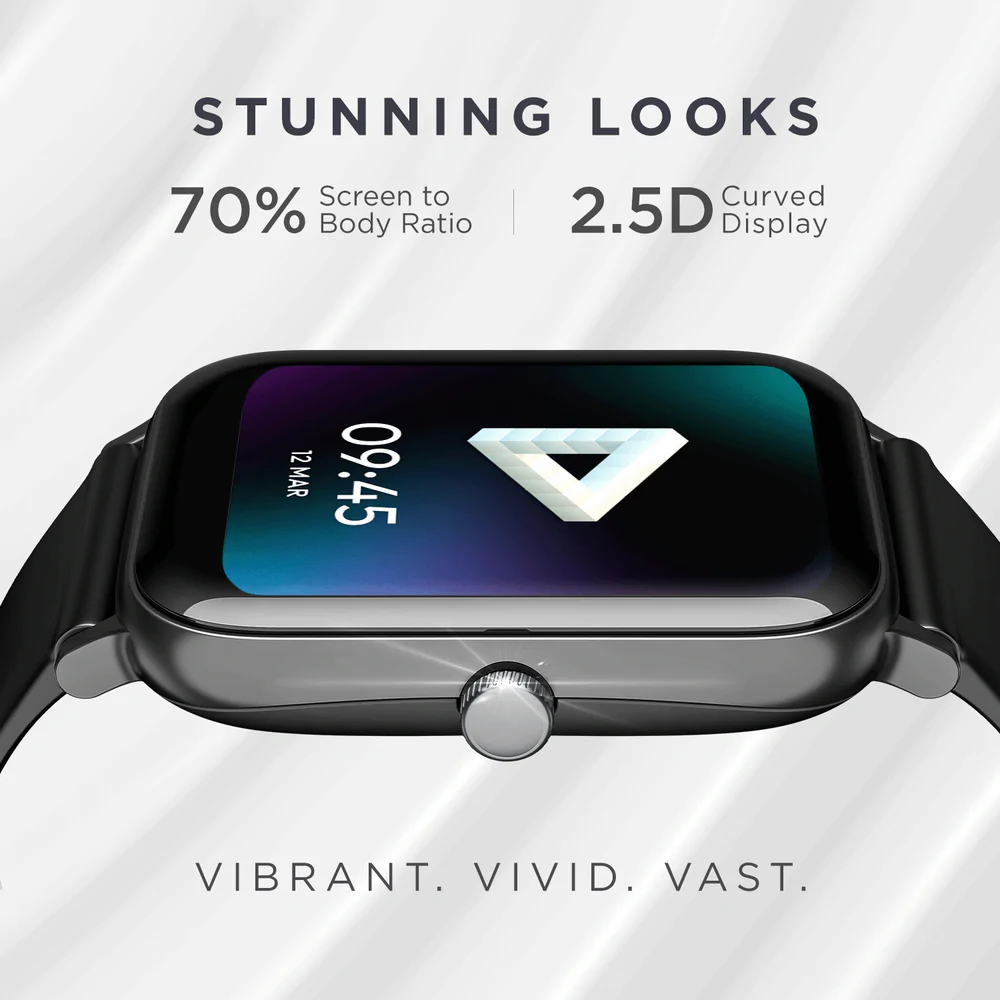 STUNNING LOOKS
70% Screen to
Body Ratio
2.5D Curved
Display
09:45
12 MAR
VIBRANT. VIVID. VAST.